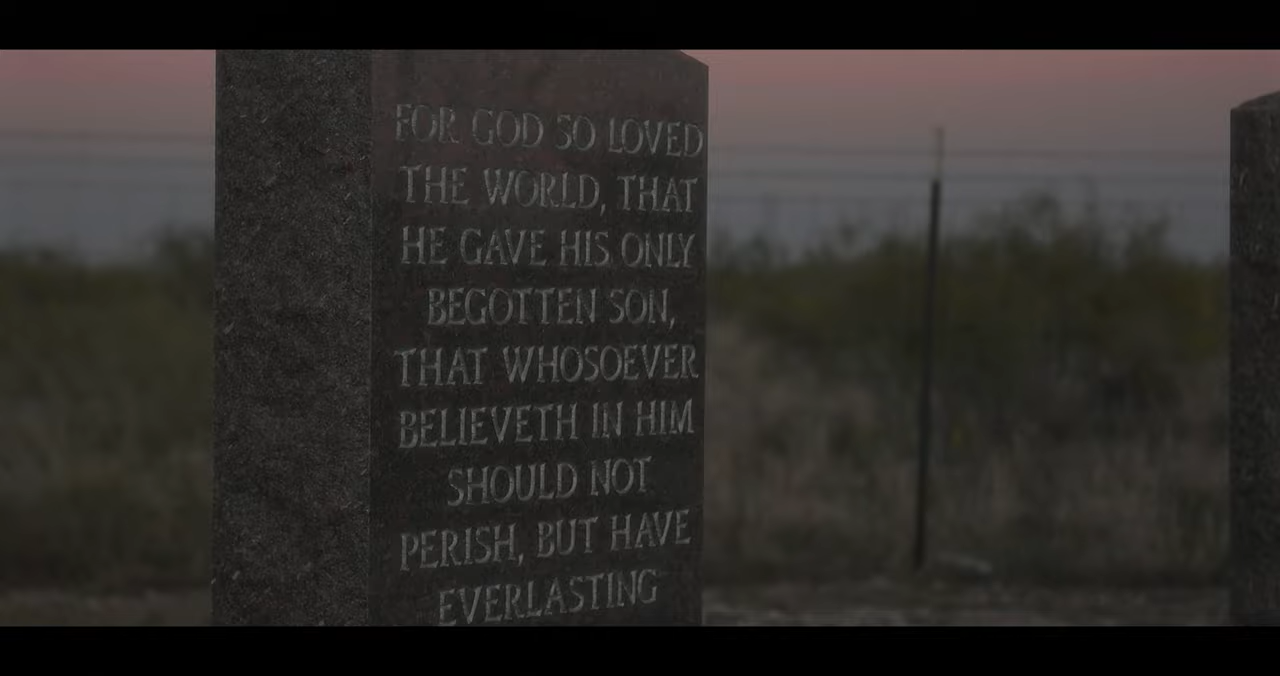 FOR GOD SO LOVED
THE WORLD, THAT
HE GAVE HIS ONLY
BEGOTTEN SON,
THAT WHOSOEVER
BELIEVETH IN HIM
SHOULD NOT
PERISH, BUT HAVE
EVERLASTING